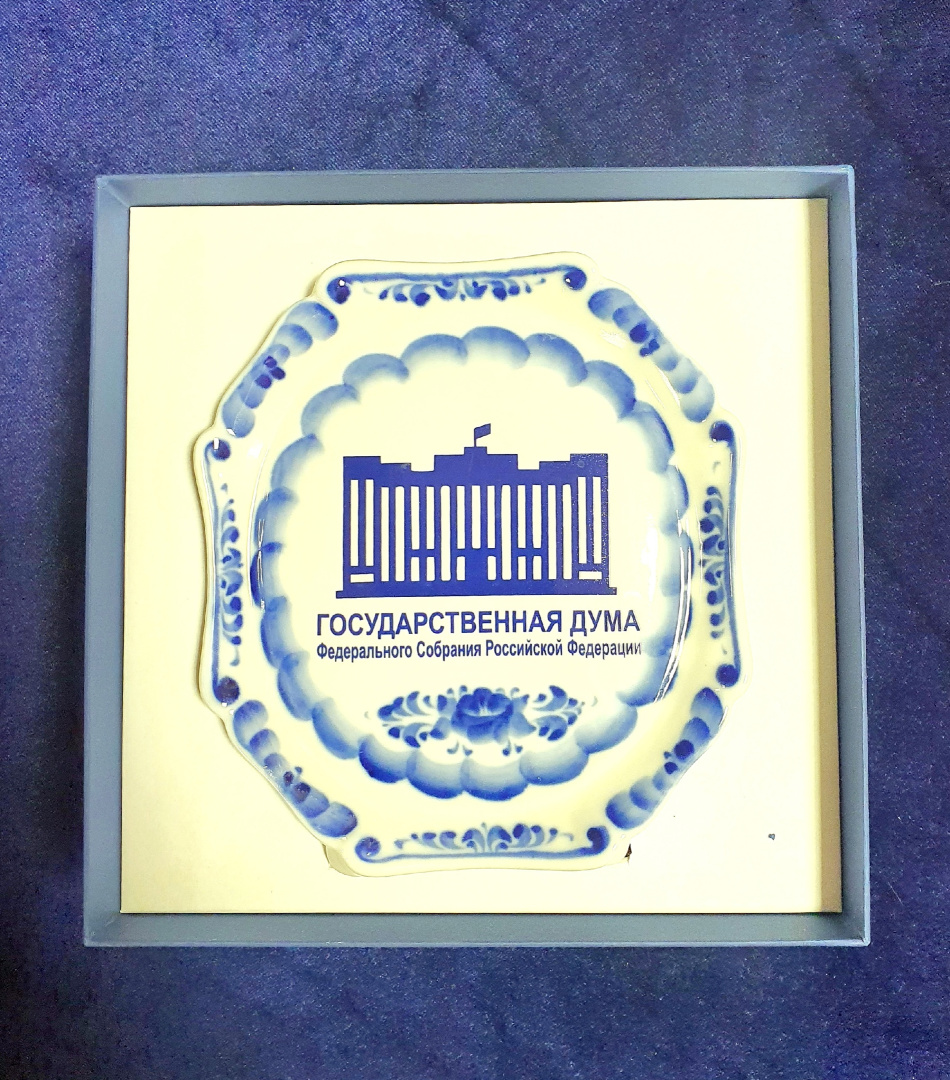 ГОСУДАРСТВЕННАЯ ДУМА
Федерального Собрания Российской Федерации